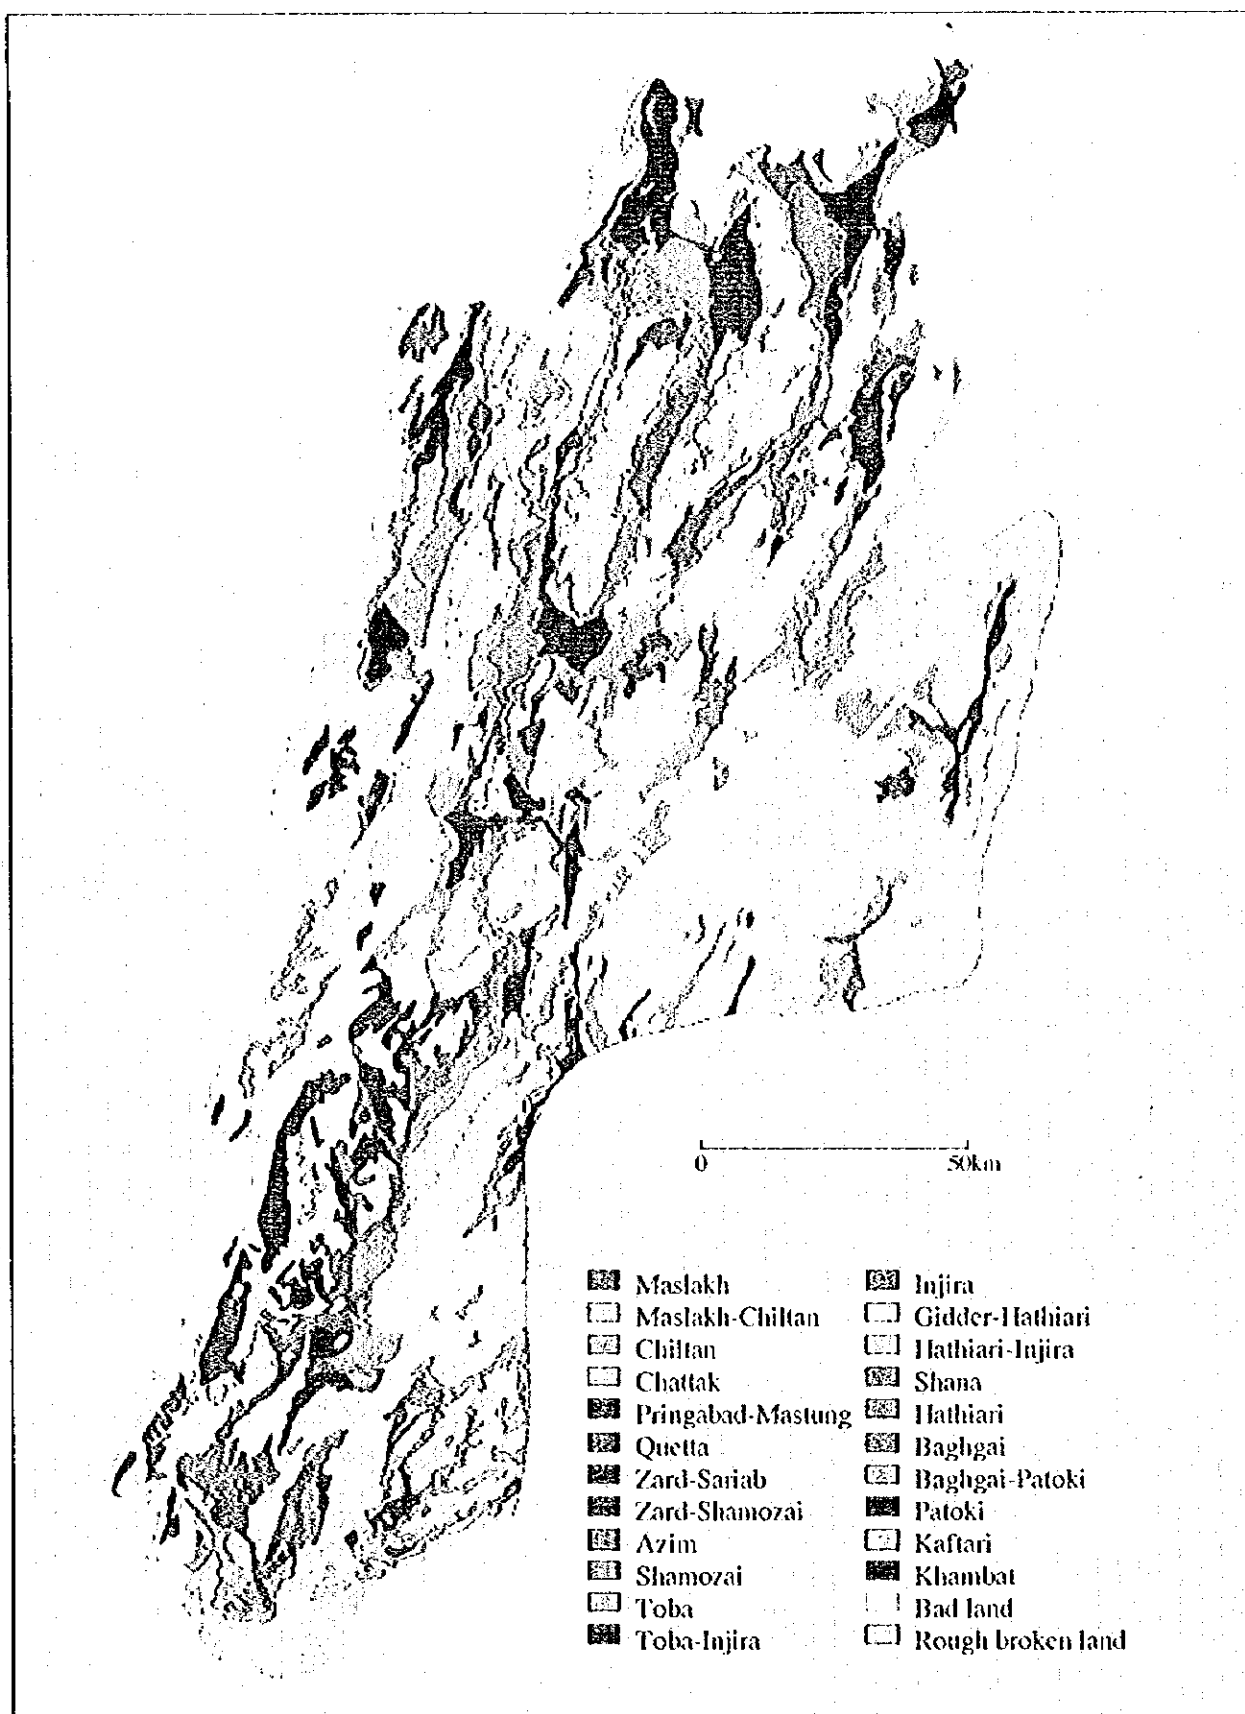 0 50km
Maslakh
Maslakh-Chiltan
Chiltan
Chattak
Pringabad-Mastung
Quetta
Zard-Sariab
Zard-Shamozai
Azim
Shamozai
Toba
Toba-Injira
Injira
Gidder-Hathiari
Hathiari-Injira
Shana
Hathiari
Baghgai
Baghgai-Patoki
Patoki
Kaftari
Khambat
Bad land
Rough broken land